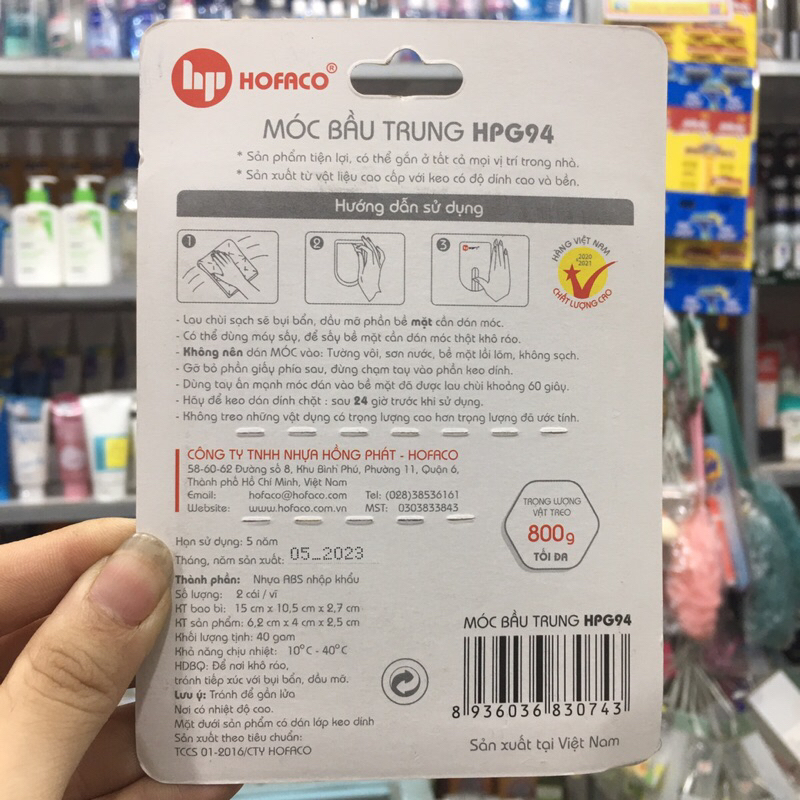 hp HOFACO®
MÓC BẦU TRUNG HPG94
* Sản phẩm tiện lợi, có thể gắn ở tất cả mọi vị trí trong nhà.
* Sản xuất từ vật liệu cao cấp với keo có độ dính cao và bền.
Hướng dẫn sử dụng
1 2 3
HÀNG VIỆT NAM
2020
2021
CHẤT LƯỢNG CAO
- Lau chùi sạch sẽ bụi bẩn, dầu mỡ phần bề mặt cần dán móc.
- Có thể dùng máy sấy, để sấy bề mặt cần dán móc thật khô ráo.
- Không nên dán MÓC vào: Tường vôi, sơn nước, bề mặt lồi lõm, không sạch.
- Gỡ bỏ phần giấy phía sau, đừng chạm tay vào phần keo dính.
- Dùng tay ấn mạnh móc dán vào bề mặt đã được lau chùi khoảng 60 giây.
- Hãy để keo dán dính chặt : sau 24 giờ trước khi sử dụng.
- Không treo những vật dụng có trọng lượng cao hơn trọng lượng đã ước tính.
CÔNG TY TNHH NHỰA HỒNG PHÁT - HOFACO
58-60-62 Đường số 8, Khu Bình Phú, Phường 11, Quận 6,
Thành phố Hồ Chí Minh, Việt Nam
Email: hofaco@hofaco.com Tel: (028)38536161
Website: www.hofaco.com.vn MST: 0303833843
TRỌNG LƯỢNG
VẬT TREO
800g
TỐI ĐA
Hạn sử dụng: 5 năm
Tháng, năm sản xuất: 05_2023
Thành phần: Nhựa ABS nhập khẩu
Số lượng: 2 cái / vỉ
KT bao bì: 15 cm x 10,5 cm x 2,7 cm
KT sản phẩm: 6,2 cm x 4 cm x 2,5 cm
Khối lượng tịnh: 40 gam
Khả năng chịu nhiệt: 10°C - 40°C
HDBQ: Để nơi khô ráo,
tránh tiếp xúc với bụi bẩn, dầu mỡ.
Lưu ý: Tránh để gần lửa
Nơi có nhiệt độ cao.
Mặt dưới sản phẩm có dán lớp keo dính
Sản xuất theo tiêu chuẩn:
TCCS 01-2016/CTY HOFACO
MÓC BẦU TRUNG HPG94
8 936036 830743
Sản xuất tại Việt Nam